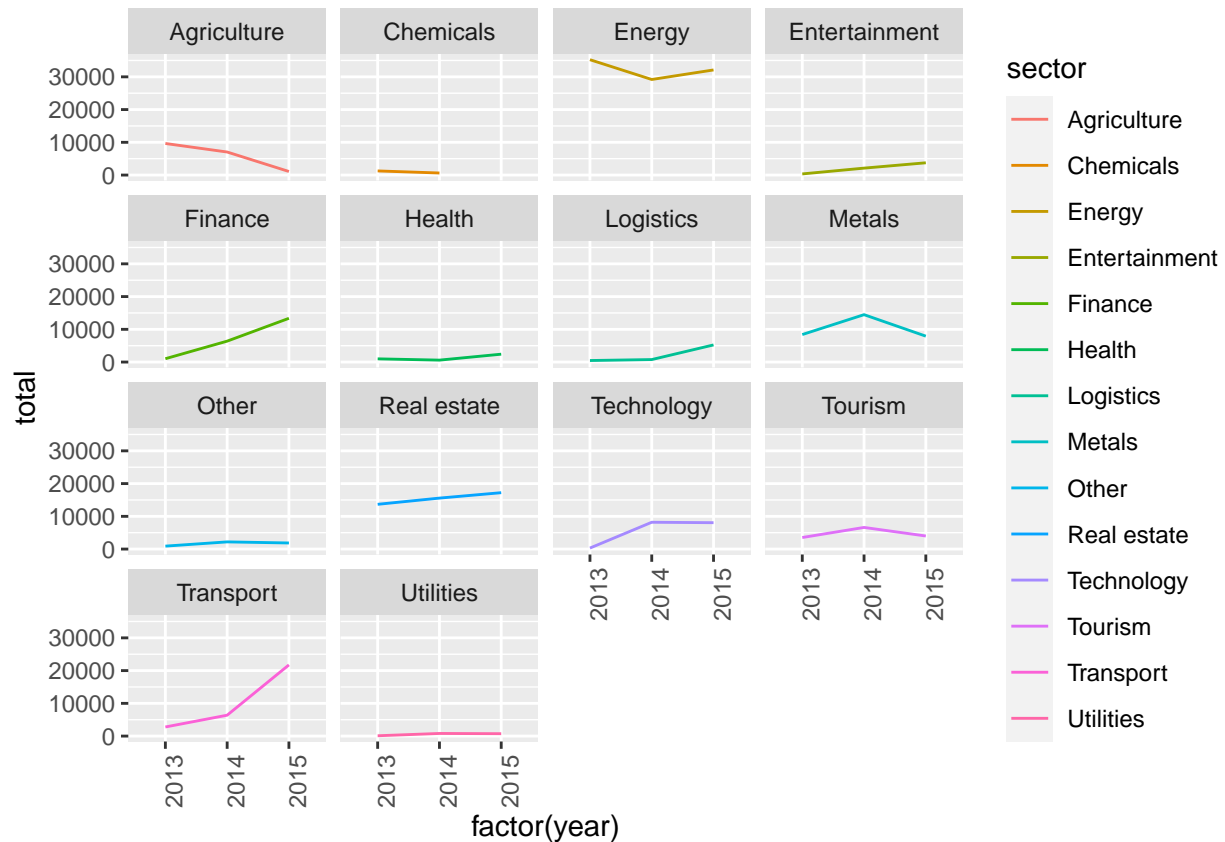 Agriculture Chemicals Energy Entertainment
30000
20000
10000
0
Finance Health Logistics Metals
30000
20000
10000
0
Other Real estate Technology Tourism
30000
20000
10000
0
2013 2014 2015 2013 2014 2015
Transport Utilities
30000
20000
10000
0
2013 2014 2015 2013 2014 2015
total
factor(year)
sector
Agriculture
Chemicals
Energy
Entertainment
Finance
Health
Logistics
Metals
Other
Real estate
Technology
Tourism
Transport
Utilities